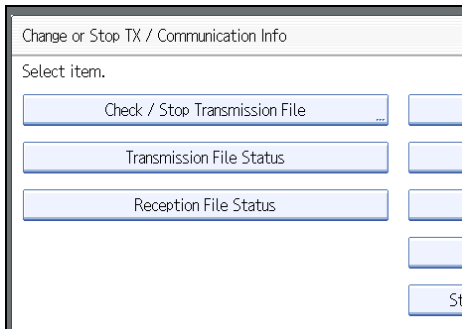 Change or Stop TX / Communication Info
Select item.
Check / Stop Transmission File ...
Transmission File Status
Reception File Status